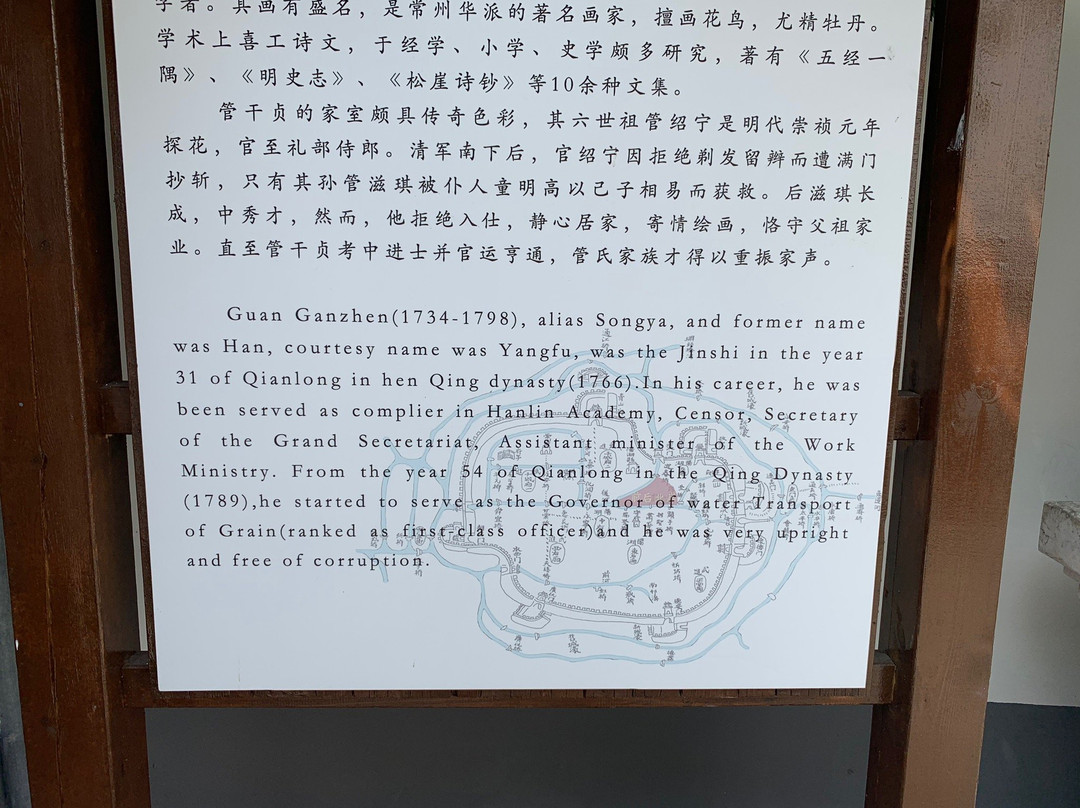 学者。其画有盛名，是常州华派的著名画家，擅画花鸟，尤精牡丹。
学术上喜工诗文，于经学、小学、史学颇多研究，著有《五经一
隅》、《明史志》、《松崖诗钞》等10余种文集。
管干贞的家室颇具传奇色彩，其六世祖管绍宁是明代崇祯元年
探花，官至礼部侍郎。清军南下后，官绍宁因拒绝剃发留辫而遭满门
抄斩，只有其孙管滋琪被仆人童明高以己子相易而获救。后滋琪长
成，中秀才，然而，他拒绝入仕，静心居家，寄情绘画，恪守父祖家
业。直至管干贞考中进士并官运亨通，管氏家族才得以重振家声。
Guan Ganzhen(1734-1798), alias Songya, and former name
was Han, courtesy name was Yangfu, was the Jinshi in the year
31 of Qianlong in hen Qing dynasty(1766).In his career, he was
been served as complier in Hanlin Academy, Censor, Secretary
of the Grand Secretariat, Assistant minister of the Work
Ministry. From the year 54 of Qianlong in the Qing Dynasty
(1789),he started to serve as the Governor of water Transport
of Grain(ranked as first-class officer)and he was very upright
and free of corruption.